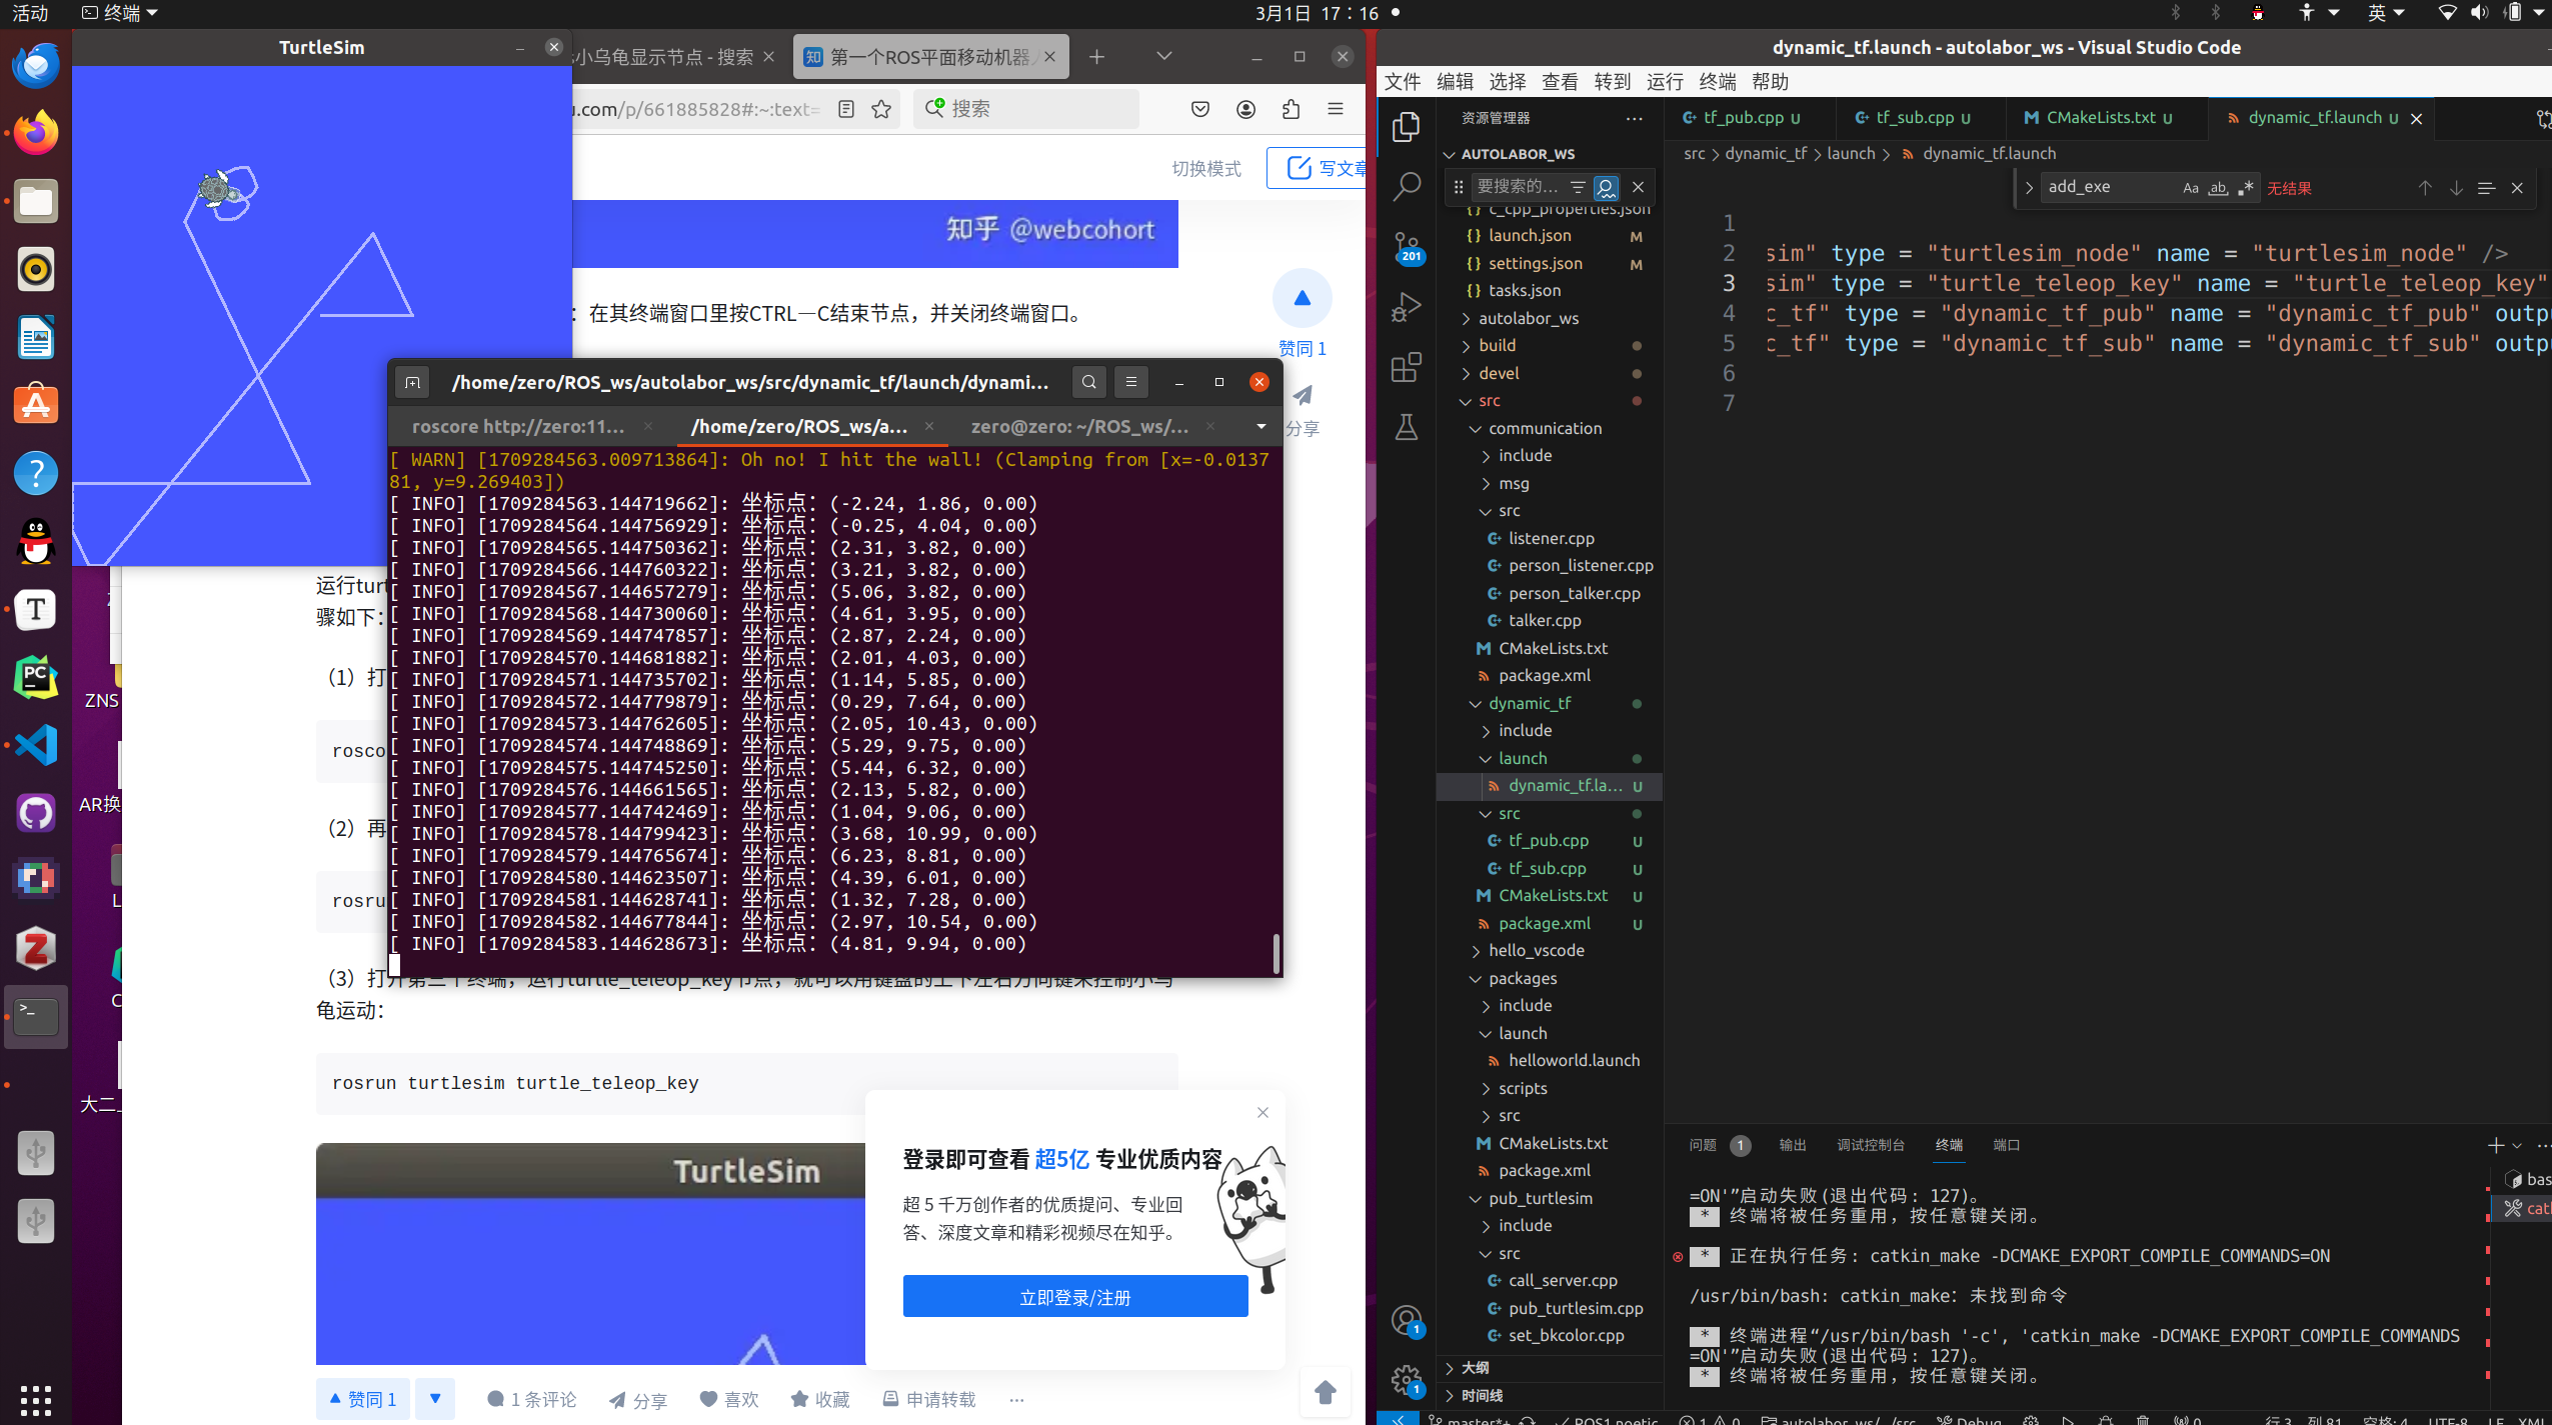 活动
终端
3月1日 17：16
英
TurtleSim
小乌龟显示节点 - 搜索
第一个ROS平面移动机器
u.com/p/661885828#:~:text=
搜索
切换模式
写文章
知乎 @webcohort
：在其终端窗口里按CTRL－C结束节点，并关闭终端窗口。
赞同 1
分享
/home/zero/ROS_ws/autolabor_ws/src/dynamic_tf/launch/dynami...
roscore http://zero:11...
/home/zero/ROS_ws/a...
zero@zero: ~/ROS_ws/...
[ WARN] [1709284563.009713864]: Oh no! I hit the wall! (Clamping from [x=-0.0137
81, y=9.269403])
[ INFO] [1709284563.144719662]: 坐标点：(-2.24, 1.86, 0.00)
[ INFO] [1709284564.144756929]: 坐标点：(-0.25, 4.04, 0.00)
[ INFO] [1709284565.144750362]: 坐标点：(2.31, 3.82, 0.00)
[ INFO] [1709284566.144760322]: 坐标点：(3.21, 3.82, 0.00)
[ INFO] [1709284567.144657279]: 坐标点：(5.06, 3.82, 0.00)
[ INFO] [1709284568.144730060]: 坐标点：(4.61, 3.95, 0.00)
[ INFO] [1709284569.144747857]: 坐标点：(2.87, 2.24, 0.00)
[ INFO] [1709284570.144681882]: 坐标点：(2.01, 4.03, 0.00)
[ INFO] [1709284571.144735702]: 坐标点：(1.14, 5.85, 0.00)
[ INFO] [1709284572.144779879]: 坐标点：(0.29, 7.64, 0.00)
[ INFO] [1709284573.144762605]: 坐标点：(2.05, 10.43, 0.00)
[ INFO] [1709284574.144748869]: 坐标点：(5.29, 9.75, 0.00)
[ INFO] [1709284575.144745250]: 坐标点：(5.44, 6.32, 0.00)
[ INFO] [1709284576.144661565]: 坐标点：(2.13, 5.82, 0.00)
[ INFO] [1709284577.144742469]: 坐标点：(1.04, 9.06, 0.00)
[ INFO] [1709284578.144799423]: 坐标点：(3.68, 10.99, 0.00)
[ INFO] [1709284579.144765674]: 坐标点：(6.23, 8.81, 0.00)
[ INFO] [1709284580.144623507]: 坐标点：(4.39, 6.01, 0.00)
[ INFO] [1709284581.144628741]: 坐标点：(1.32, 7.28, 0.00)
[ INFO] [1709284582.144677844]: 坐标点：(2.97, 10.54, 0.00)
[ INFO] [1709284583.144628673]: 坐标点：(4.81, 9.94, 0.00)
运行turt
骤如下：
（1）打
rosco
（2）再
rosru
（3）打开第三个终端，运行turtle_teleop_key节点，就可以用键盘的上下左右方向键来控制小乌
龟运动：
rosrun turtlesim turtle_teleop_key
TurtleSim
ZNS
AR换
L
C
大二上
登录即可查看 超5亿 专业优质内容
超 5 千万创作者的优质提问、专业回
答、深度文章和精彩视频尽在知乎。
立即登录/注册
赞同 1
1 条评论
分享
喜欢
收藏
申请转载
···
dynamic_tf.launch - autolabor_ws - Visual Studio Code
文件 编辑 选择 查看 转到 运行 终端 帮助
资源管理器
tf_pub.cpp U
tf_sub.cpp U
CMakeLists.txt U
dynamic_tf.launch U
src > dynamic_tf > launch > dynamic_tf.launch
AUTOLABOR_WS
要搜索的...
add_exe
Aa
ab
无结果
201
c_cpp_properties.json
launch.json M
settings.json M
tasks.json
autolabor_ws
build
devel
src
communication
include
msg
src
listener.cpp
person_listener.cpp
person_talker.cpp
talker.cpp
CMakeLists.txt
package.xml
dynamic_tf
include
launch
dynamic_tf.la... U
src
tf_pub.cpp U
tf_sub.cpp U
CMakeLists.txt U
package.xml U
hello_vscode
packages
include
launch
helloworld.launch
scripts
src
CMakeLists.txt
package.xml
pub_turtlesim
include
src
call_server.cpp
pub_turtlesim.cpp
set_bkcolor.cpp
大纲
时间线
1
2 sim" type = "turtlesim_node" name = "turtlesim_node" />
3 sim" type = "turtle_teleop_key" name = "turtle_teleop_key"
4 c_tf" type = "dynamic_tf_pub" name = "dynamic_tf_pub" outp
5 c_tf" type = "dynamic_tf_sub" name = "dynamic_tf_sub" outp
6
7
问题 1 输出 调试控制台 终端 端口
bas
cat
=ON'”启动失败(退出代码: 127)。
* 终端将被任务重用，按任意键关闭。
* 正在执行任务: catkin_make -DCMAKE_EXPORT_COMPILE_COMMANDS=ON
/usr/bin/bash: catkin_make: 未找到命令
* 终端进程“/usr/bin/bash '-c', 'catkin_make -DCMAKE_EXPORT_COMPILE_COMMANDS
=ON'”启动失败(退出代码: 127)。
* 终端将被任务重用，按任意键关闭。
1
1
master*+ ROS1.noetic 1 0 autolabor_ws/.../src Debug 0 行 3, 列 81 空格: 4 UTF-8 LF XML